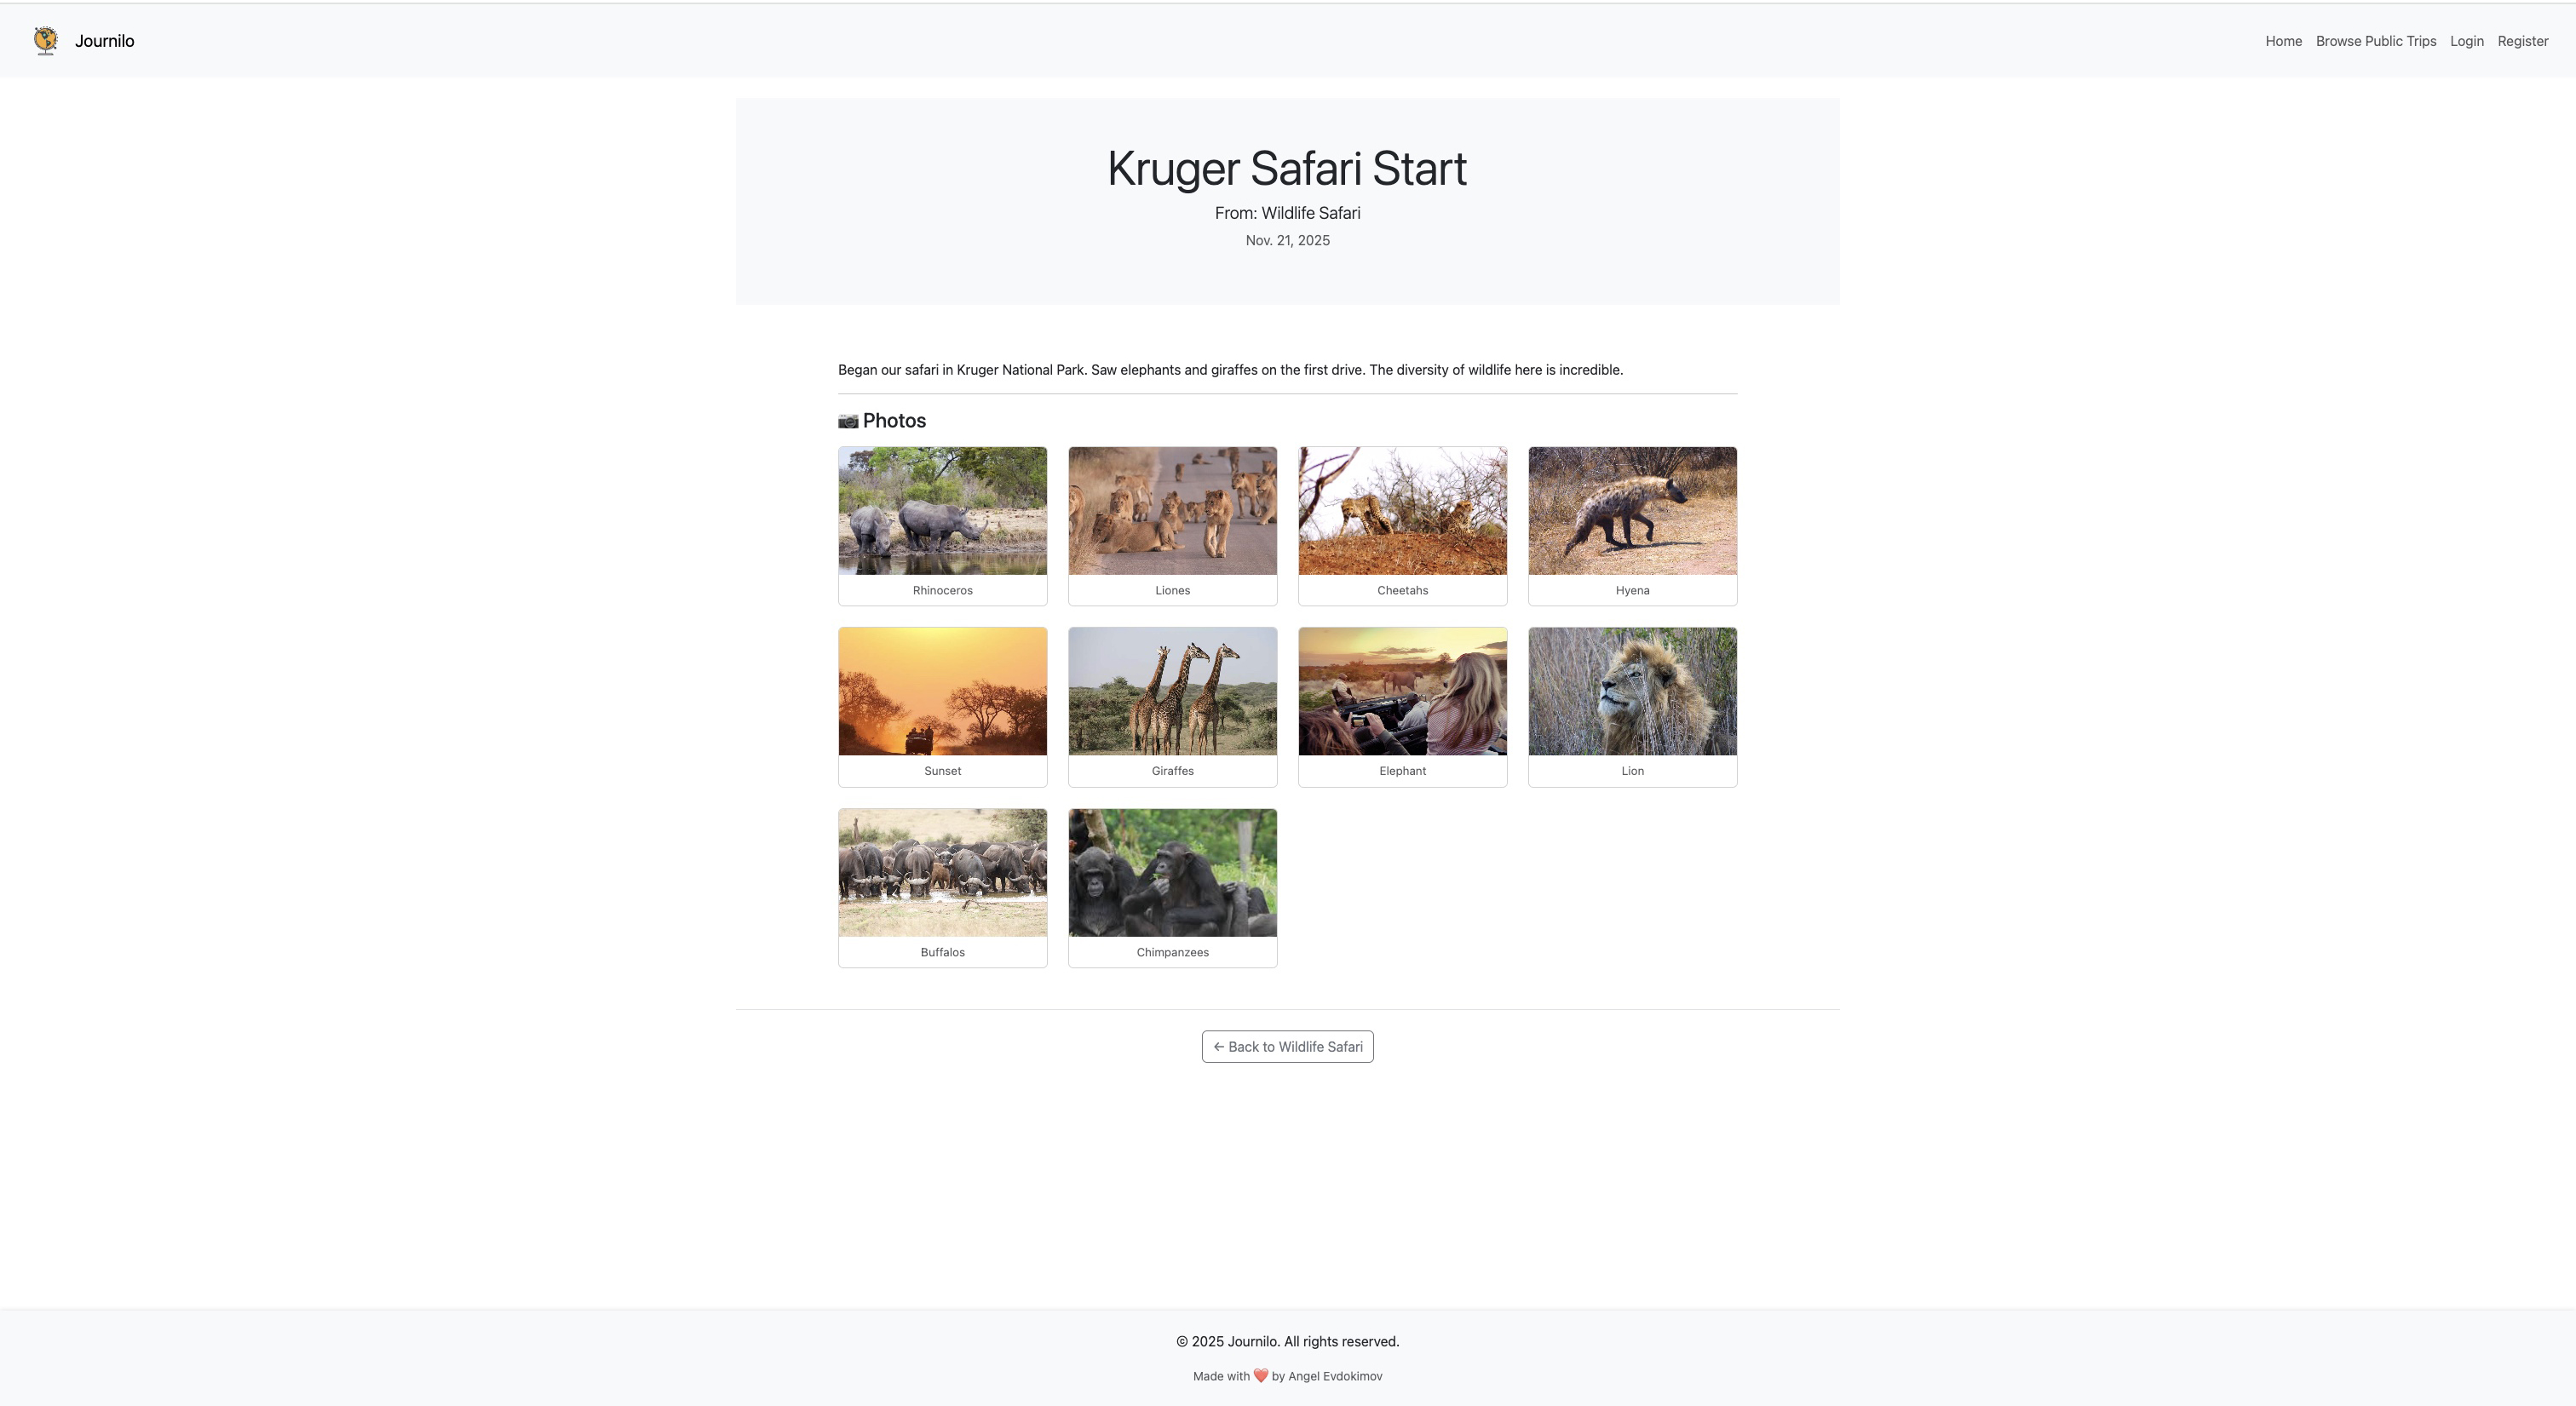 Journilo
Home Browse Public Trips Login Register
Kruger Safari Start
From: Wildlife Safari
Nov. 21, 2025
Began our safari in Kruger National Park. Saw elephants and giraffes on the first drive. The diversity of wildlife here is incredible.
📷 Photos
Rhinoceros
Liones
Cheetahs
Hyena
Sunset
Giraffes
Elephant
Lion
Buffalos
Chimpanzees
← Back to Wildlife Safari
© 2025 Journilo. All rights reserved.
Made with ❤️ by Angel Evdokimov